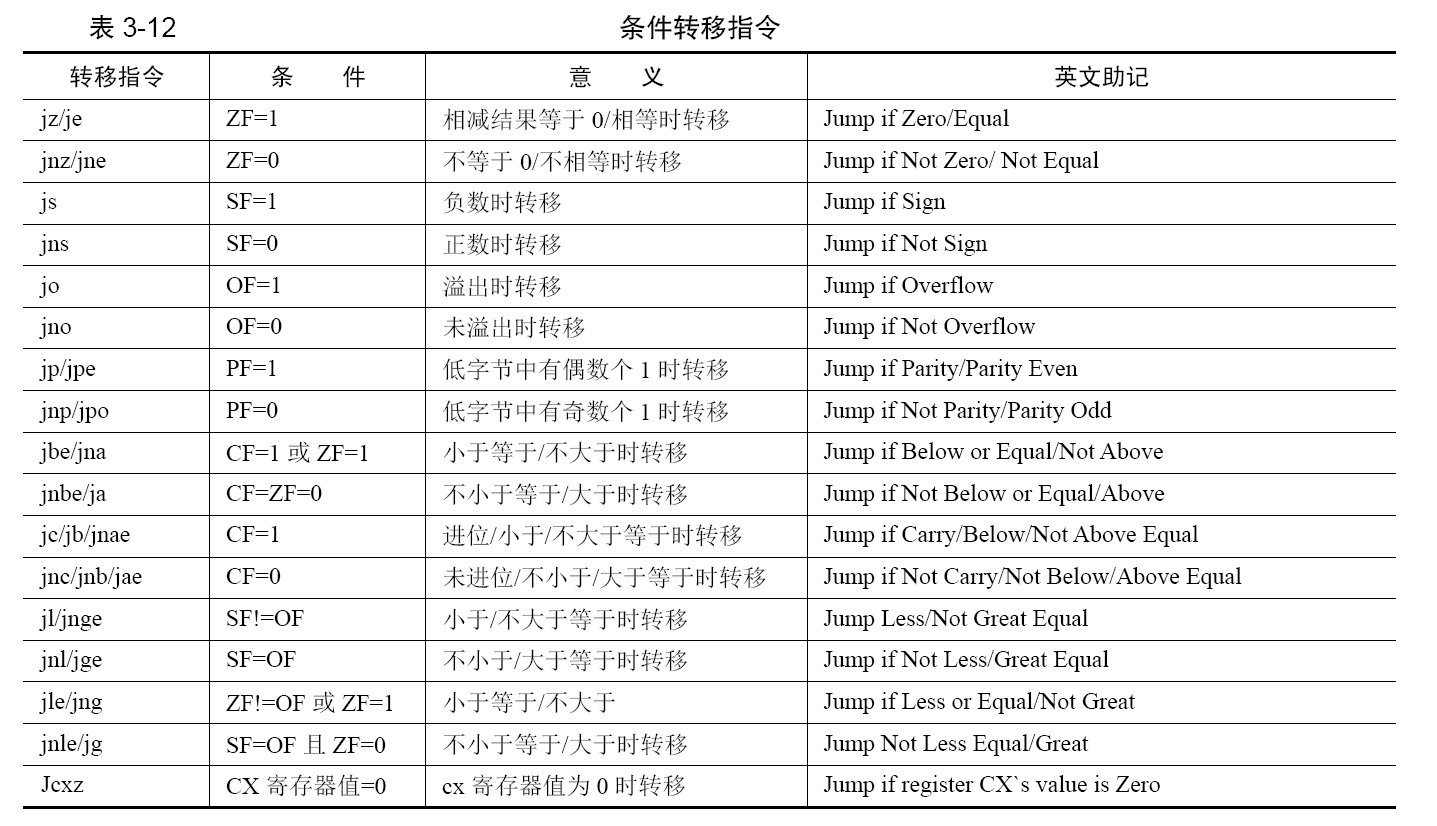 表 3-12 条件转移指令
转移指令 条 件 意 义 英文助记
jz/je ZF=1 相减结果等于 0/相等时转移 Jump if Zero/Equal
jnz/jne ZF=0 不等于 0/不相等时转移 Jump if Not Zero/ Not Equal
js SF=1 负数时转移 Jump if Sign
jns SF=0 正数时转移 Jump if Not Sign
jo OF=1 溢出时转移 Jump if Overflow
jno OF=0 未溢出时转移 Jump if Not Overflow
jp/jpe PF=1 低字节中有偶数个 1 时转移 Jump if Parity/Parity Even
jnp/jpo PF=0 低字节中有奇数个 1 时转移 Jump if Not Parity/Parity Odd
jbe/jna CF=1 或 ZF=1 小于等于/不大于时转移 Jump if Below or Equal/Not Above
jnbe/ja CF=ZF=0 不小于等于/大于时转移 Jump if Not Below or Equal/Above
jc/jb/jnae CF=1 进位/小于/不大于等于时转移 Jump if Carry/Below/Not Above Equal
jnc/jnb/jae CF=0 未进位/不小于/大于等于时转移 Jump if Not Carry/Not Below/Above Equal
jl/jnge SF!=OF 小于/不大于等于时转移 Jump Less/Not Great Equal
jnl/jge SF=OF 不小于/大于等于时转移 Jump if Not Less/Great Equal
jle/jng ZF!=OF 或 ZF=1 小于等于/不大于 Jump if Less or Equal/Not Great
jnle/jg SF=OF 且 ZF=0 不小于等于/大于时转移 Jump Not Less Equal/Great
Jcxz CX 寄存器值=0 cx 寄存器值为 0 时转移 Jump if register CX`s value is Zero